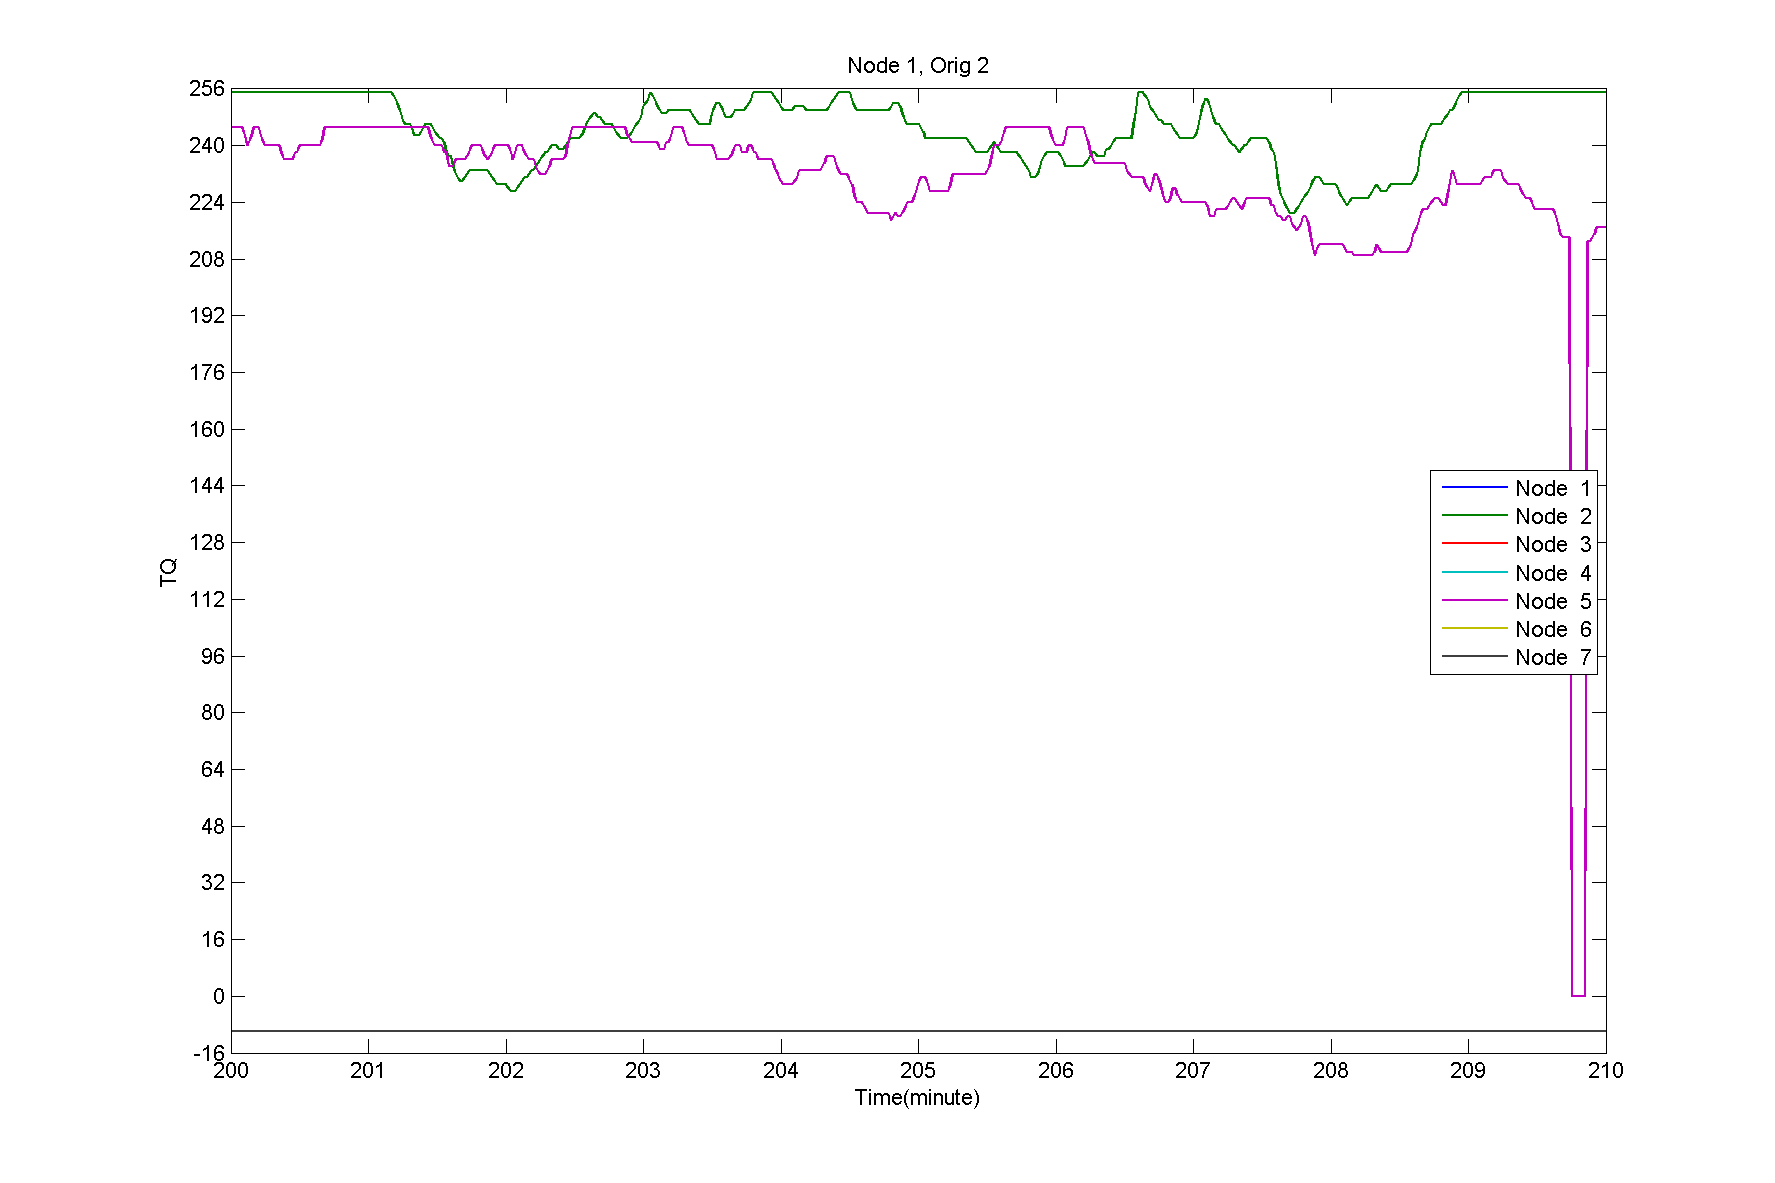 Node 1, Orig 2
256
240
224
208
192
176
160
144
128
112
96
80
64
48
32
16
0
-16
TQ
Node 1
Node 2
Node 3
Node 4
Node 5
Node 6
Node 7
200 201 202 203 204 205 206 207 208 209 210
Time(minute)